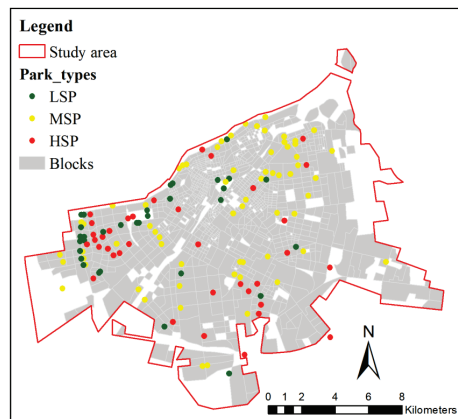 Legend
Study area
Park_types
LSP
MSP
HSP
Blocks
N
0 1 2 4 6 8
Kilometers